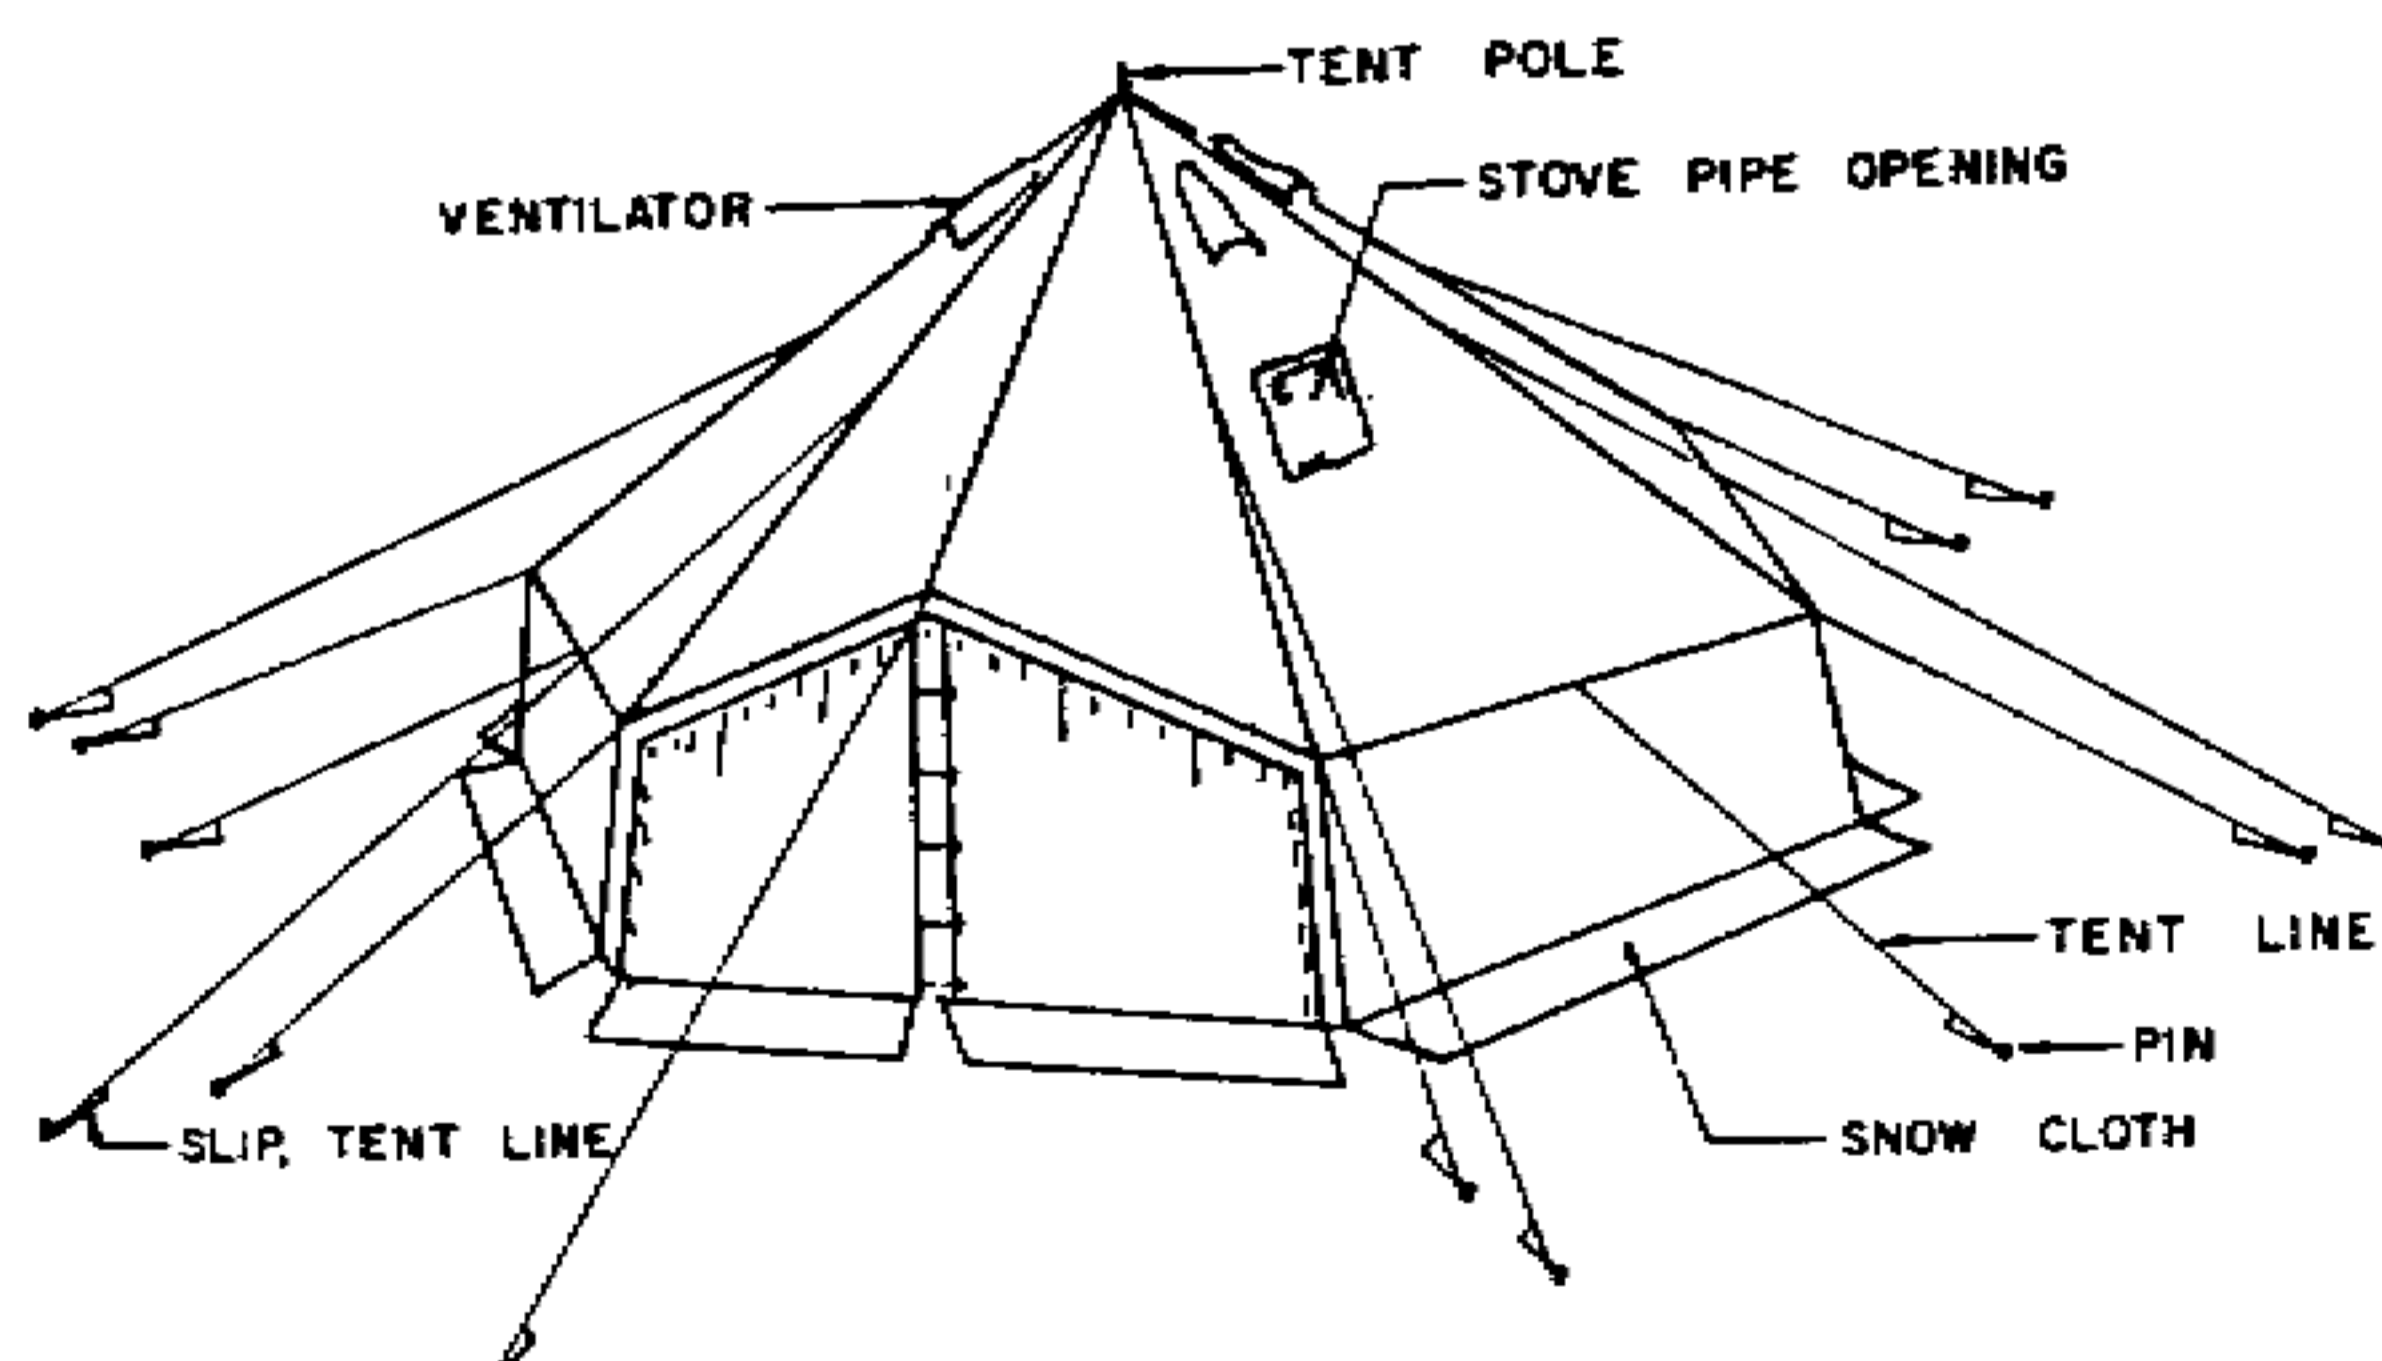 TENT POLE
STOVE PIPE OPENING
VENTILATOR
TENT LINE
PIN
SLIP, TENT LINE
SNOW CLOTH